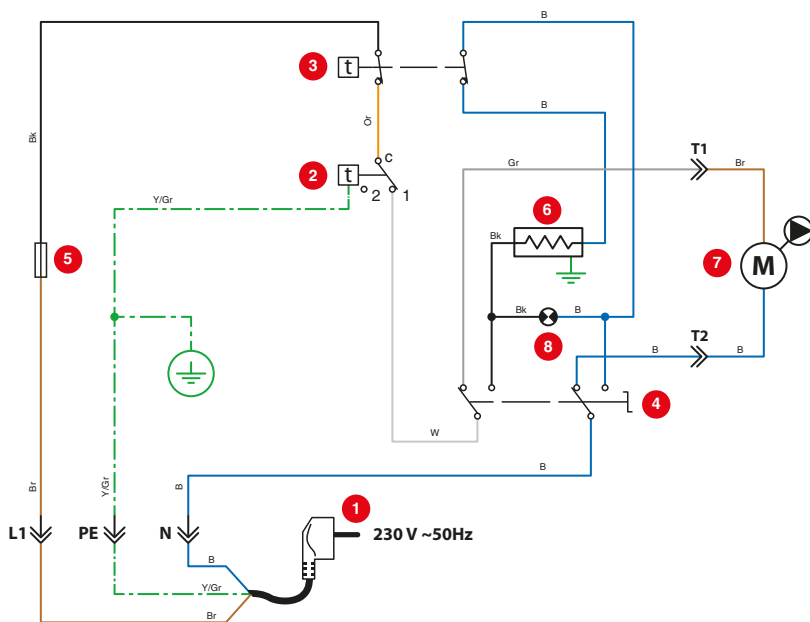 B
3
t
B
Bk
Or
T1
C
Gr
Br
2
t
2
1
Y/Gr
6
Bk
5
7
M
Bk
B
8
T2
B
B
4
W
B
Br
Y/Gr
B
1
L1
PE
N
230 V ~50Hz
B
Y/Gr
Br